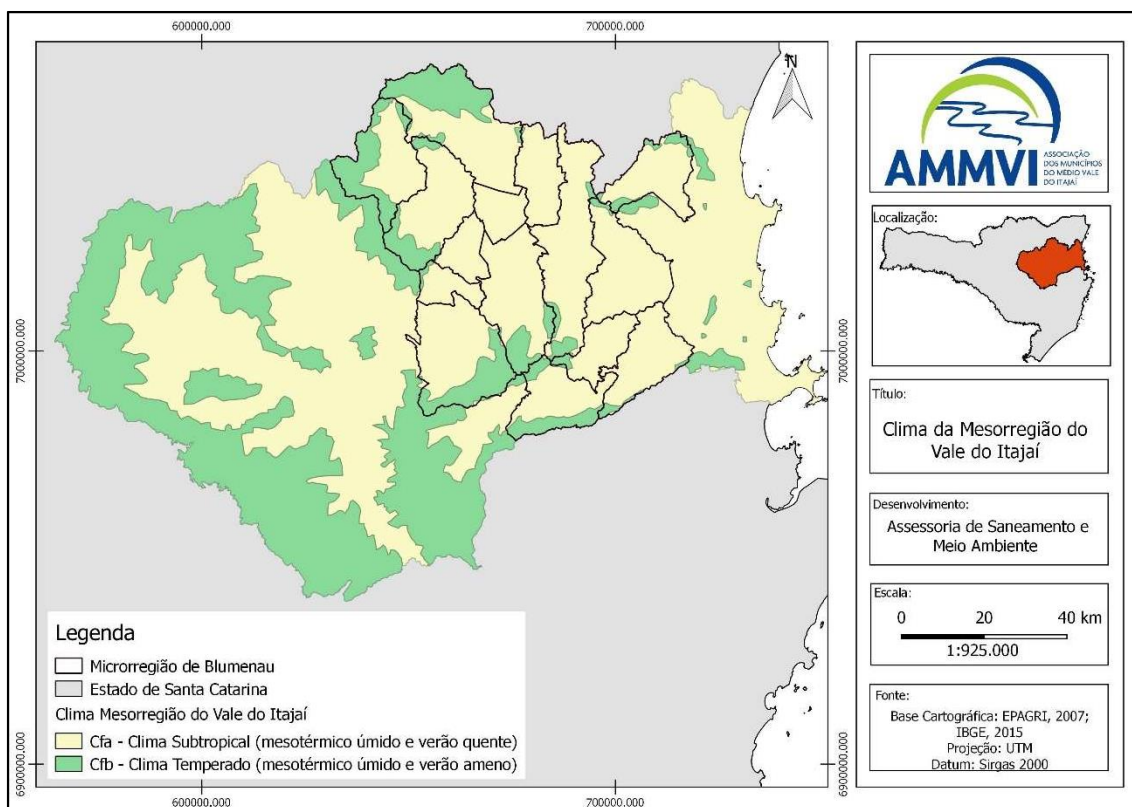 600000.000
700000.000
N
7000000.000
6900000.000
Legenda
Microrregião de Blumenau
Estado de Santa Catarina
Clima Mesorregião do Vale do Itajaí
Cfa - Clima Subtropical (mesotérmico úmido e verão quente)
Cfb - Clima Temperado (mesotérmico úmido e verão ameno)
600000.000
700000.000
7000000.000
6900000.000
AMMVI
ASSOCIAÇÃO
DOS MUNICÍPIOS
DO MÉDIO VALE
DO ITAJAÍ
Localização:
Título:
Clima da Mesorregião do
Vale do Itajaí
Desenvolvimento:
Assessoria de Saneamento e
Meio Ambiente
Escala:
0 20 40 km
1:925.000
Fonte:
Base Cartográfica: EPAGRI, 2007;
IBGE, 2015
Projeção: UTM
Datum: Sirgas 2000